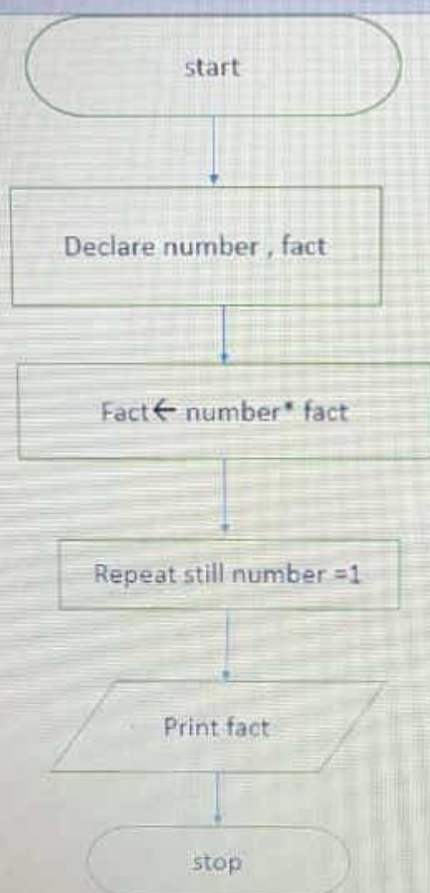 start
Declare number , fact
Fact← number* fact
Repeat still number =1
Print fact
stop